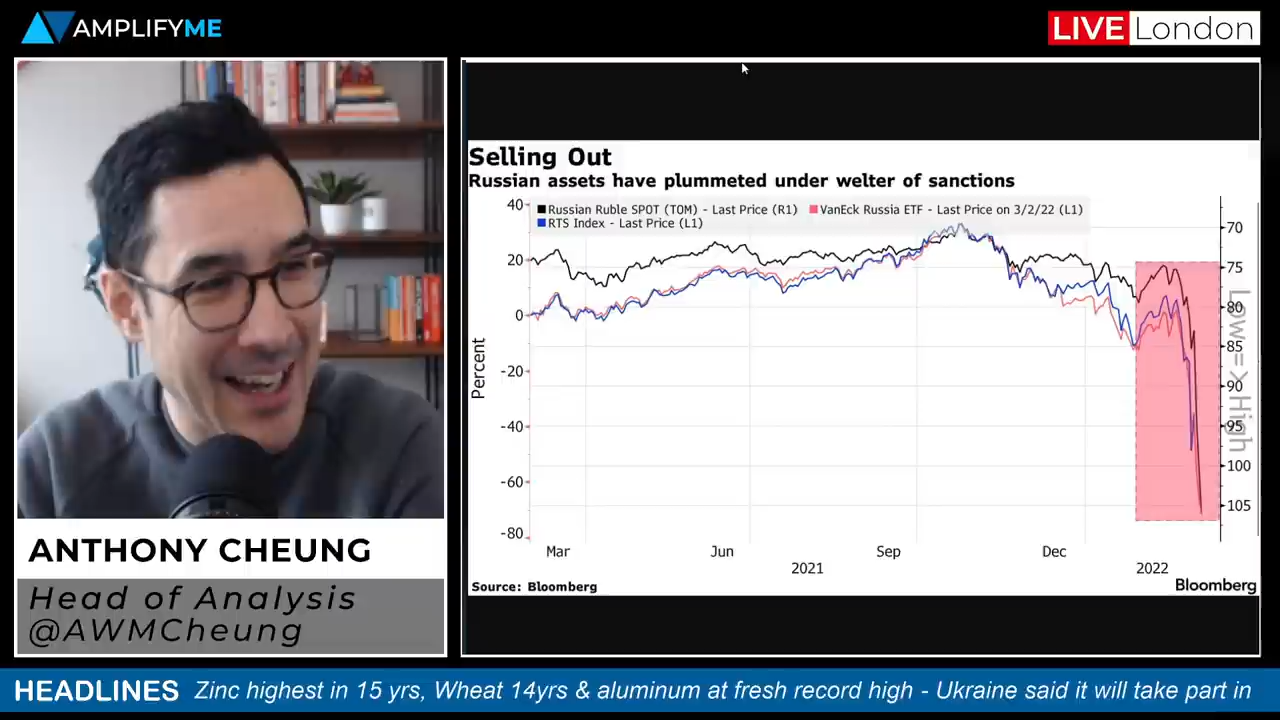 AMPLIFYME
LIVE London
Selling Out
Russian assets have plummeted under welter of sanctions
Russian Ruble SPOT (TOM) - Last Price (R1) VanEck Russia ETF - Last Price on 3/2/22 (L1)
RTS Index - Last Price (L1)
40
20
0
-20
-40
-60
-80
Percent
70
75
80
85
90
95
100
105
Low=>High
Mar Jun Sep Dec
2021 2022
Source: Bloomberg
Bloomberg
ANTHONY CHEUNG
Head of Analysis
@AWMCheung
HEADLINES Zinc highest in 15 yrs, Wheat 14yrs & aluminum at fresh record high - Ukraine said it will take part in